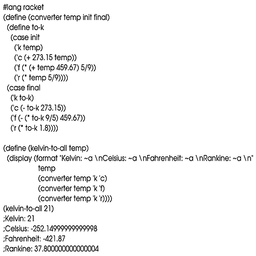 #lang racket
(define (converter temp init final)
(define to-k
(case init
('k temp)
('c (+ 273.15 temp))
('f (* (+ temp 459.67) 5/9))
('r (* temp 5/9))))
(case final
('k to-k)
('c (- to-k 273.15))
('f (- (* to-k 9/5) 459.67))
('r (* to-k 1.8))))
(define (kelvin-to-all temp)
(display (format "Kelvin: ~a \nCelsius: ~a \nFahrenheit: ~a \nRankine: ~a \n"
temp
(converter temp 'k 'c)
(converter temp 'k 'f)
(converter temp 'k 'r))))
(kelvin-to-all 21)
;Kelvin: 21
;Celsius: -252.14999999999998
;Fahrenheit: -421.87
;Rankine: 37.800000000000004